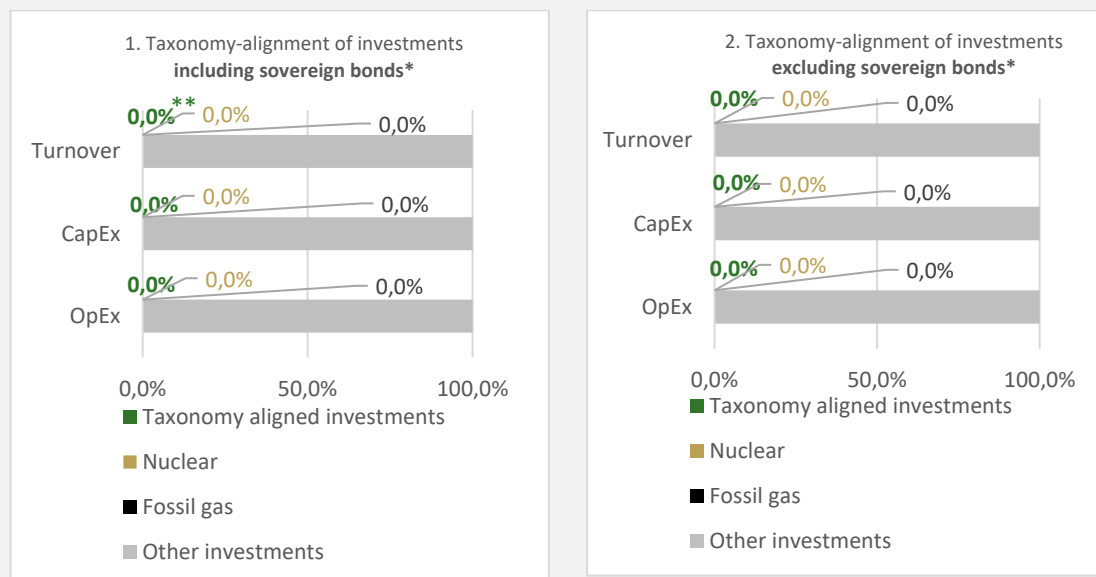 1. Taxonomy-alignment of investments
including sovereign bonds*
0,0%** 0,0% 0,0%
Turnover
0,0% 0,0% 0,0%
CapEx
0,0% 0,0% 0,0%
OpEx
0,0% 50,0% 100,0%
Taxonomy aligned investments
Nuclear
Fossil gas
Other investments
2. Taxonomy-alignment of investments
excluding sovereign bonds*
0,0% 0,0% 0,0%
Turnover
0,0% 0,0% 0,0%
CapEx
0,0% 0,0% 0,0%
OpEx
0,0% 50,0% 100,0%
Taxonomy aligned investments
Nuclear
Fossil gas
Other investments